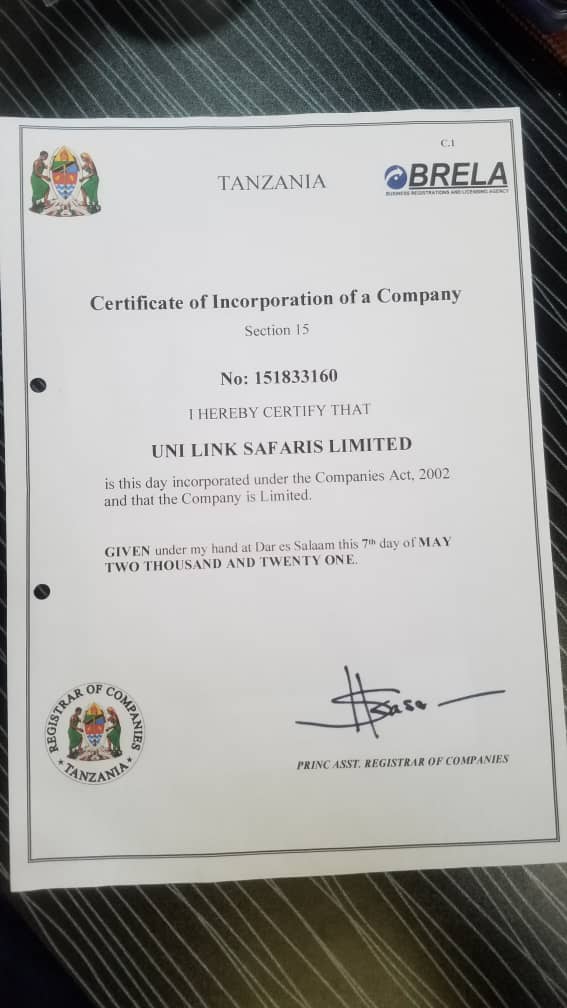 C.1
TANZANIA
BRELA
BUSINESS REGISTRATIONS AND LICENSING AGENCY
Certificate of Incorporation of a Company
Section 15
No: 151833160
I HEREBY CERTIFY THAT
UNI LINK SAFARIS LIMITED
is this day incorporated under the Companies Act, 2002
and that the Company is Limited.
GIVEN under my hand at Dar es Salaam this 7th day of MAY
TWO THOUSAND AND TWENTY ONE.
REGISTRAR OF COMPANIES
* TANZANIA *
PRINC ASST. REGISTRAR OF COMPANIES